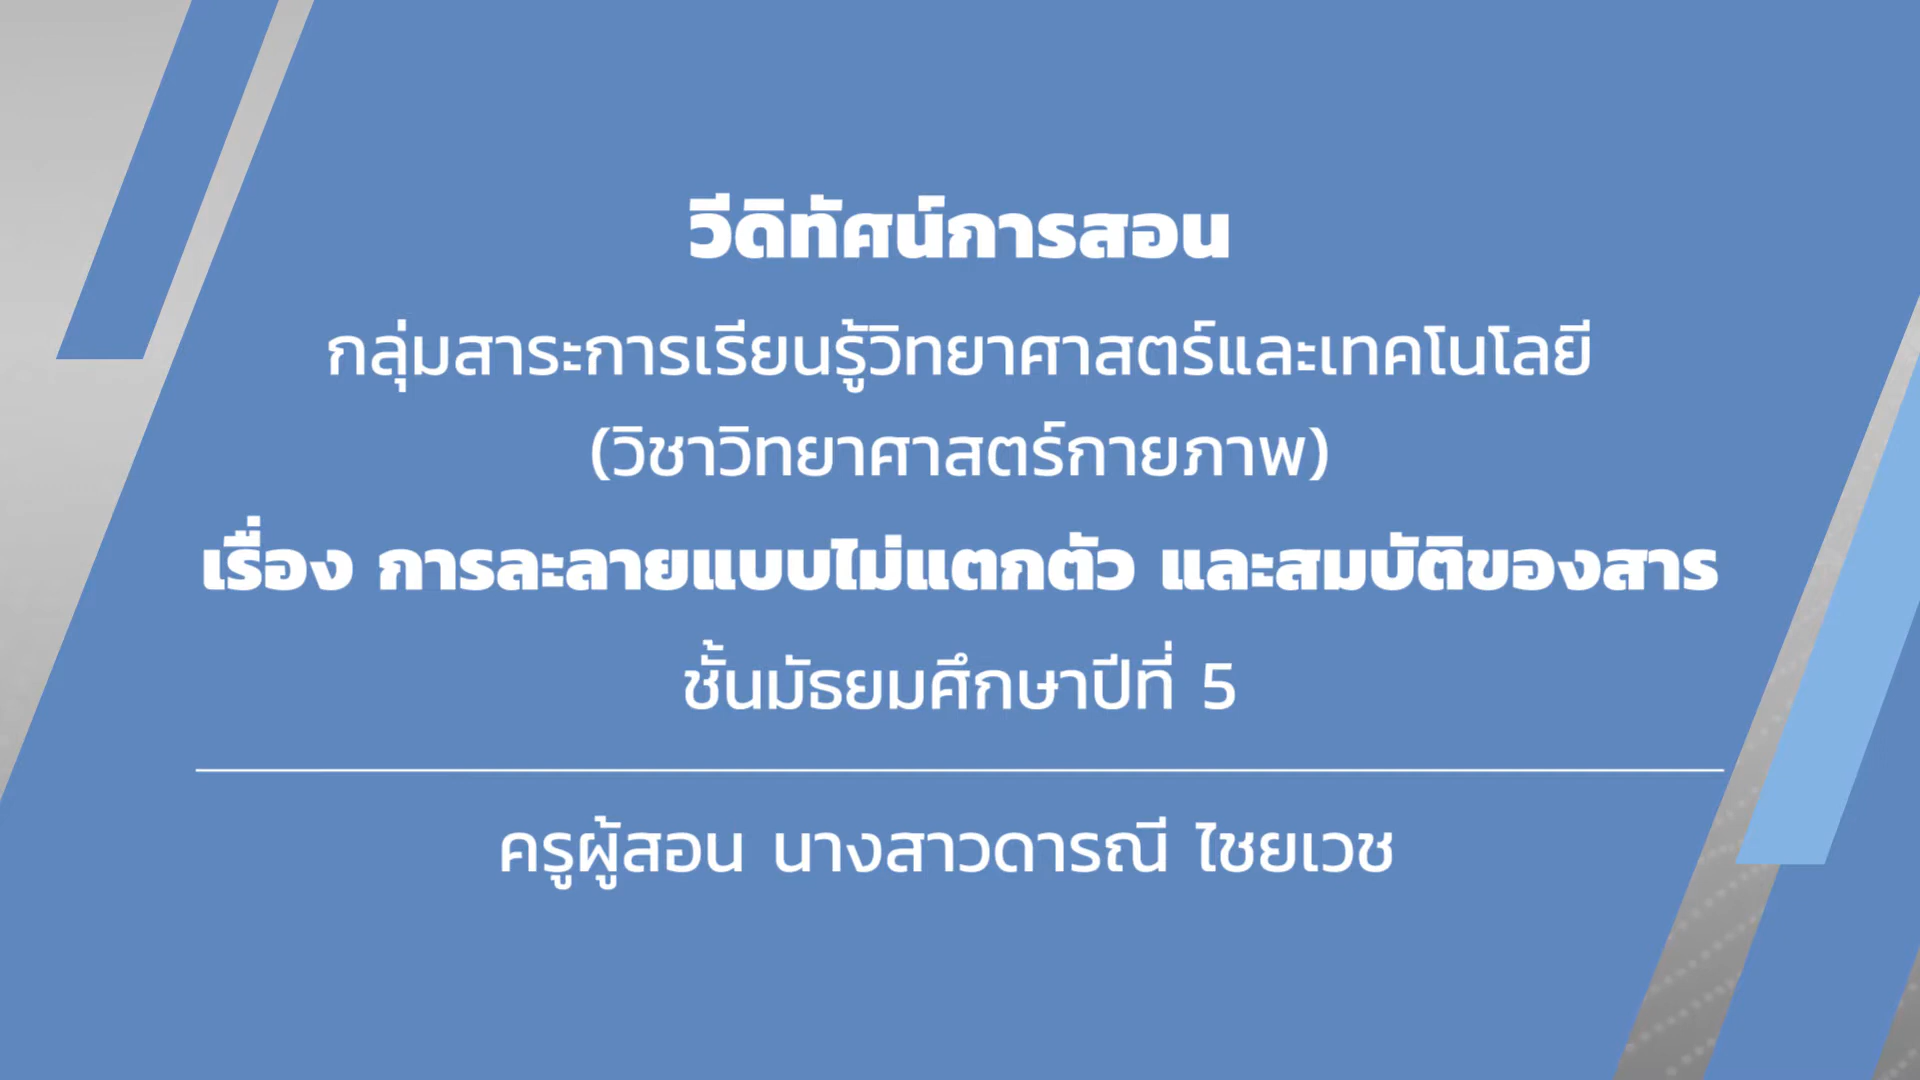 วีดิทัศน์การสอน
กลุ่มสาระการเรียนรู้วิทยาศาสตร์และเทคโนโลยี
(วิชาวิทยาศาสตร์กายภาพ)
เรื่อง การละลายแบบไม่แตกตัว และสมบัติของสาร
ชั้นมัธยมศึกษาปีที่ 5
ครูผู้สอน นางสาวดารณี ไชยเวช